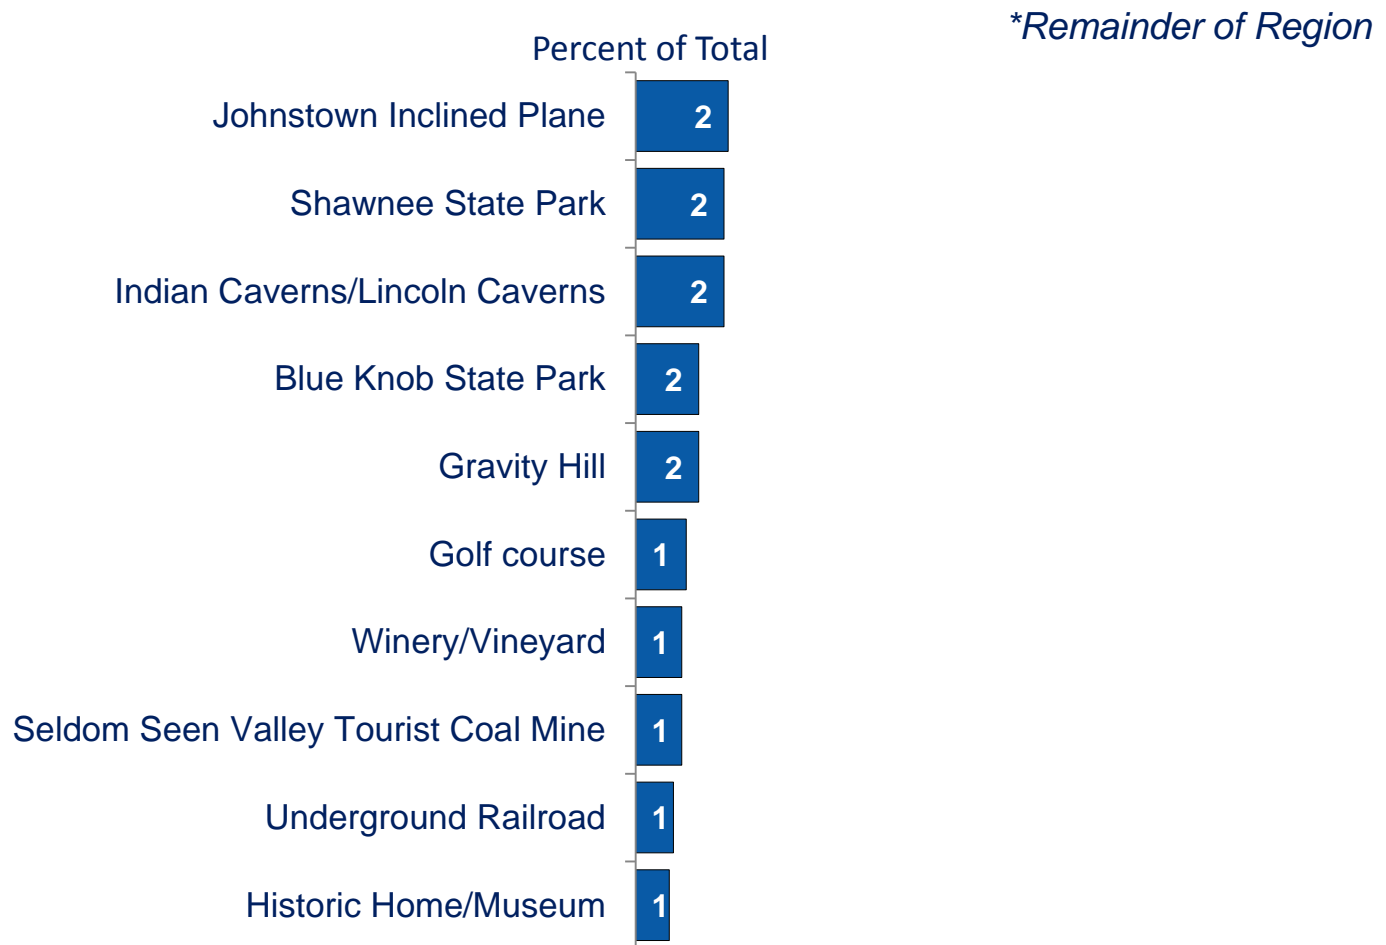 *Remainder of Region
Percent of Total
Johnstown Inclined Plane 2
Shawnee State Park 2
Indian Caverns/Lincoln Caverns 2
Blue Knob State Park 2
Gravity Hill 2
Golf course 1
Winery/Vineyard 1
Seldom Seen Valley Tourist Coal Mine 1
Underground Railroad 1
Historic Home/Museum 1